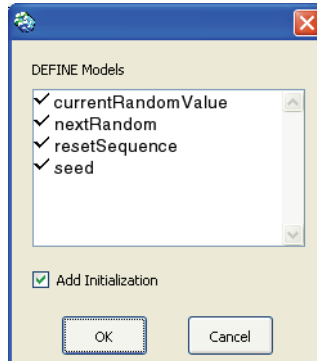 DEFINE Models
currentRandomValue
nextRandom
resetSequence
seed
Add Initialization
OK
Cancel